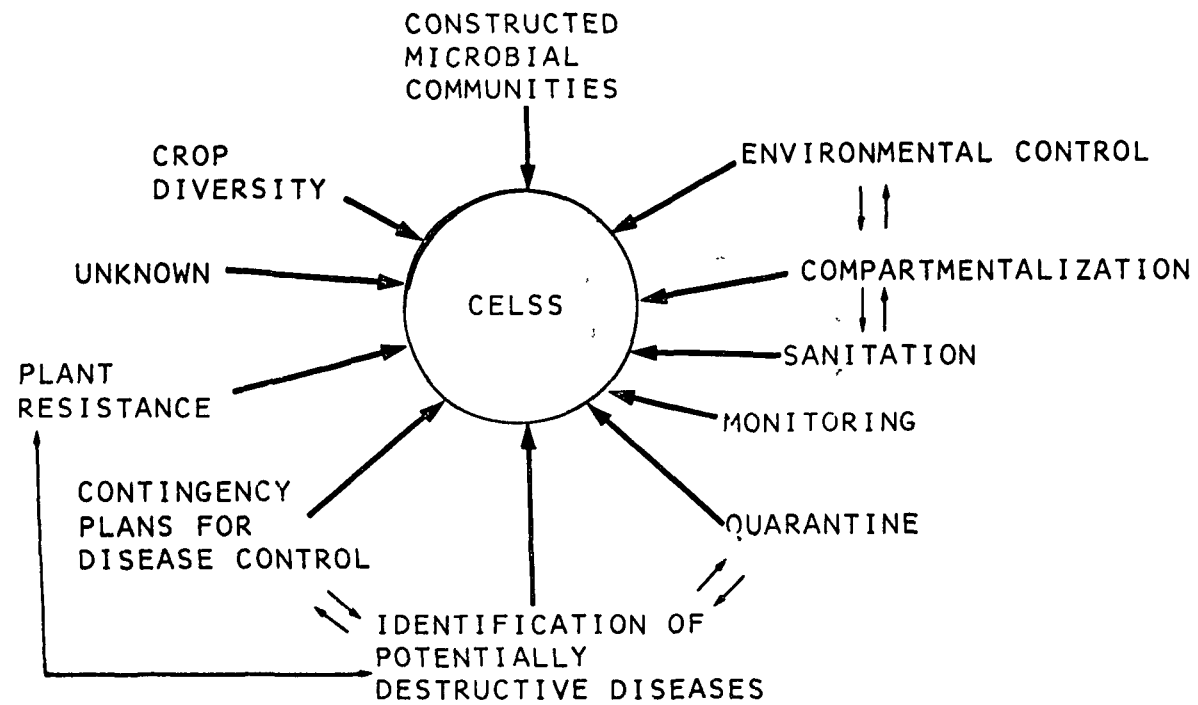 CONSTRUCTED
MICROBIAL
COMMUNITIES
ENVIRONMENTAL CONTROL
CROP
DIVERSITY
UNKNOWN
COMPARTMENTALIZATION
CELSS
SANITATION
PLANT
RESISTANCE
MONITORING
CONTINGENCY
PLANS FOR
DISEASE CONTROL
QUARANTINE
IDENTIFICATION OF
POTENTIALLY
DESTRUCTIVE DISEASES